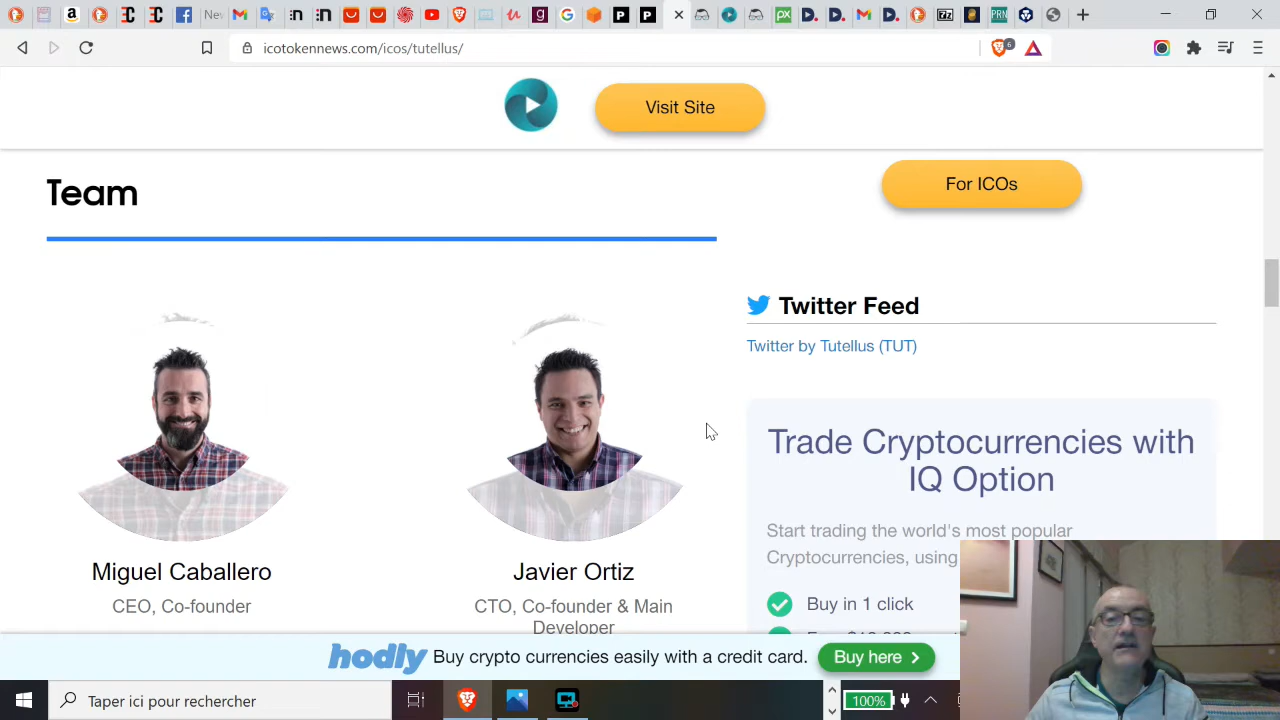 New
icotokennews.com/icos/tutellus/
6
Visit Site
For ICOs
Team
Twitter Feed
Twitter by Tutellus (TUT)
Trade Cryptocurrencies with
IQ Option
Start trading the world's most popular
Cryptocurrencies, using
Buy in 1 click
Miguel Caballero
CEO, Co-founder
Javier Ortiz
CTO, Co-founder & Main
Developer
hodly Buy crypto currencies easily with a credit card. Buy here
Taper ici pour rechercher
100%